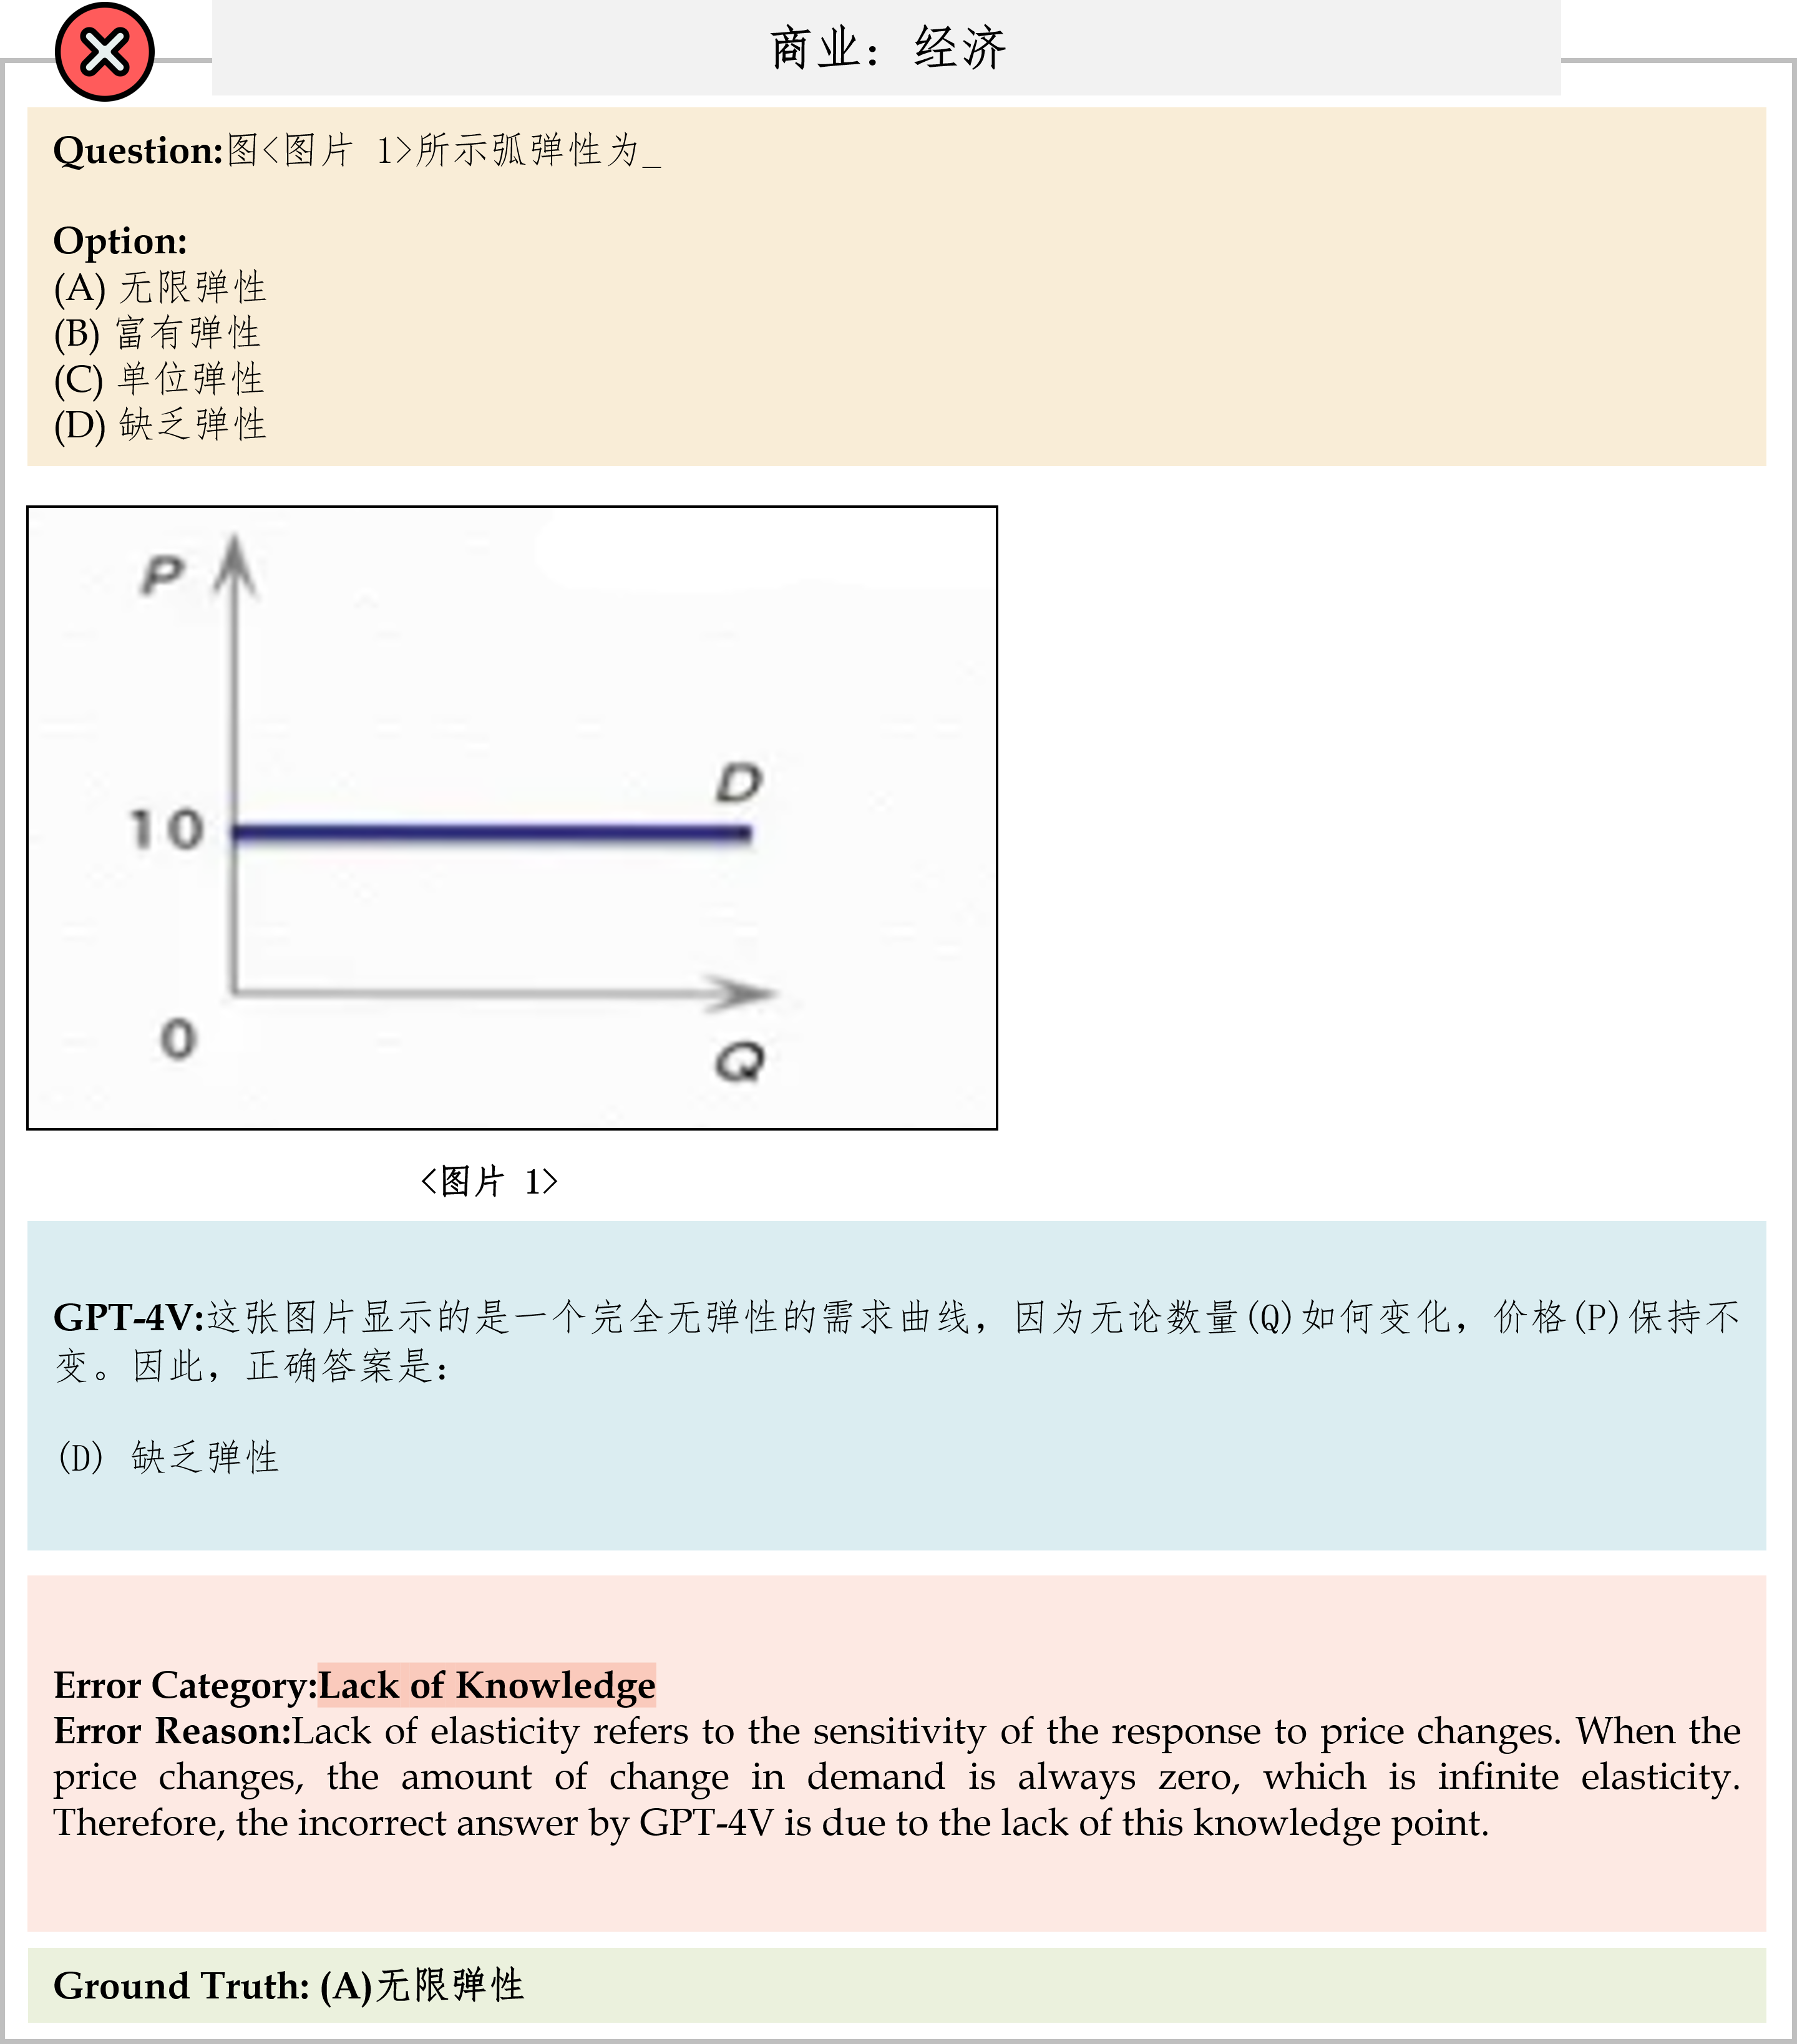 商业：经济
Question:图<图片 1>所示弧弹性为_
Option:
(A) 无限弹性
(B) 富有弹性
(C) 单位弹性
(D) 缺乏弹性
P
D
10
0
Q
<图片 1>
GPT-4V:这张图片显示的是一个完全无弹性的需求曲线，因为无论数量(Q)如何变化，价格(P)保持不
变。因此，正确答案是：
(D) 缺乏弹性
Error Category:Lack of Knowledge
Error Reason:Lack of elasticity refers to the sensitivity of the response to price changes. When the
price changes, the amount of change in demand is always zero, which is infinite elasticity.
Therefore, the incorrect answer by GPT-4V is due to the lack of this knowledge point.
Ground Truth: (A)无限弹性